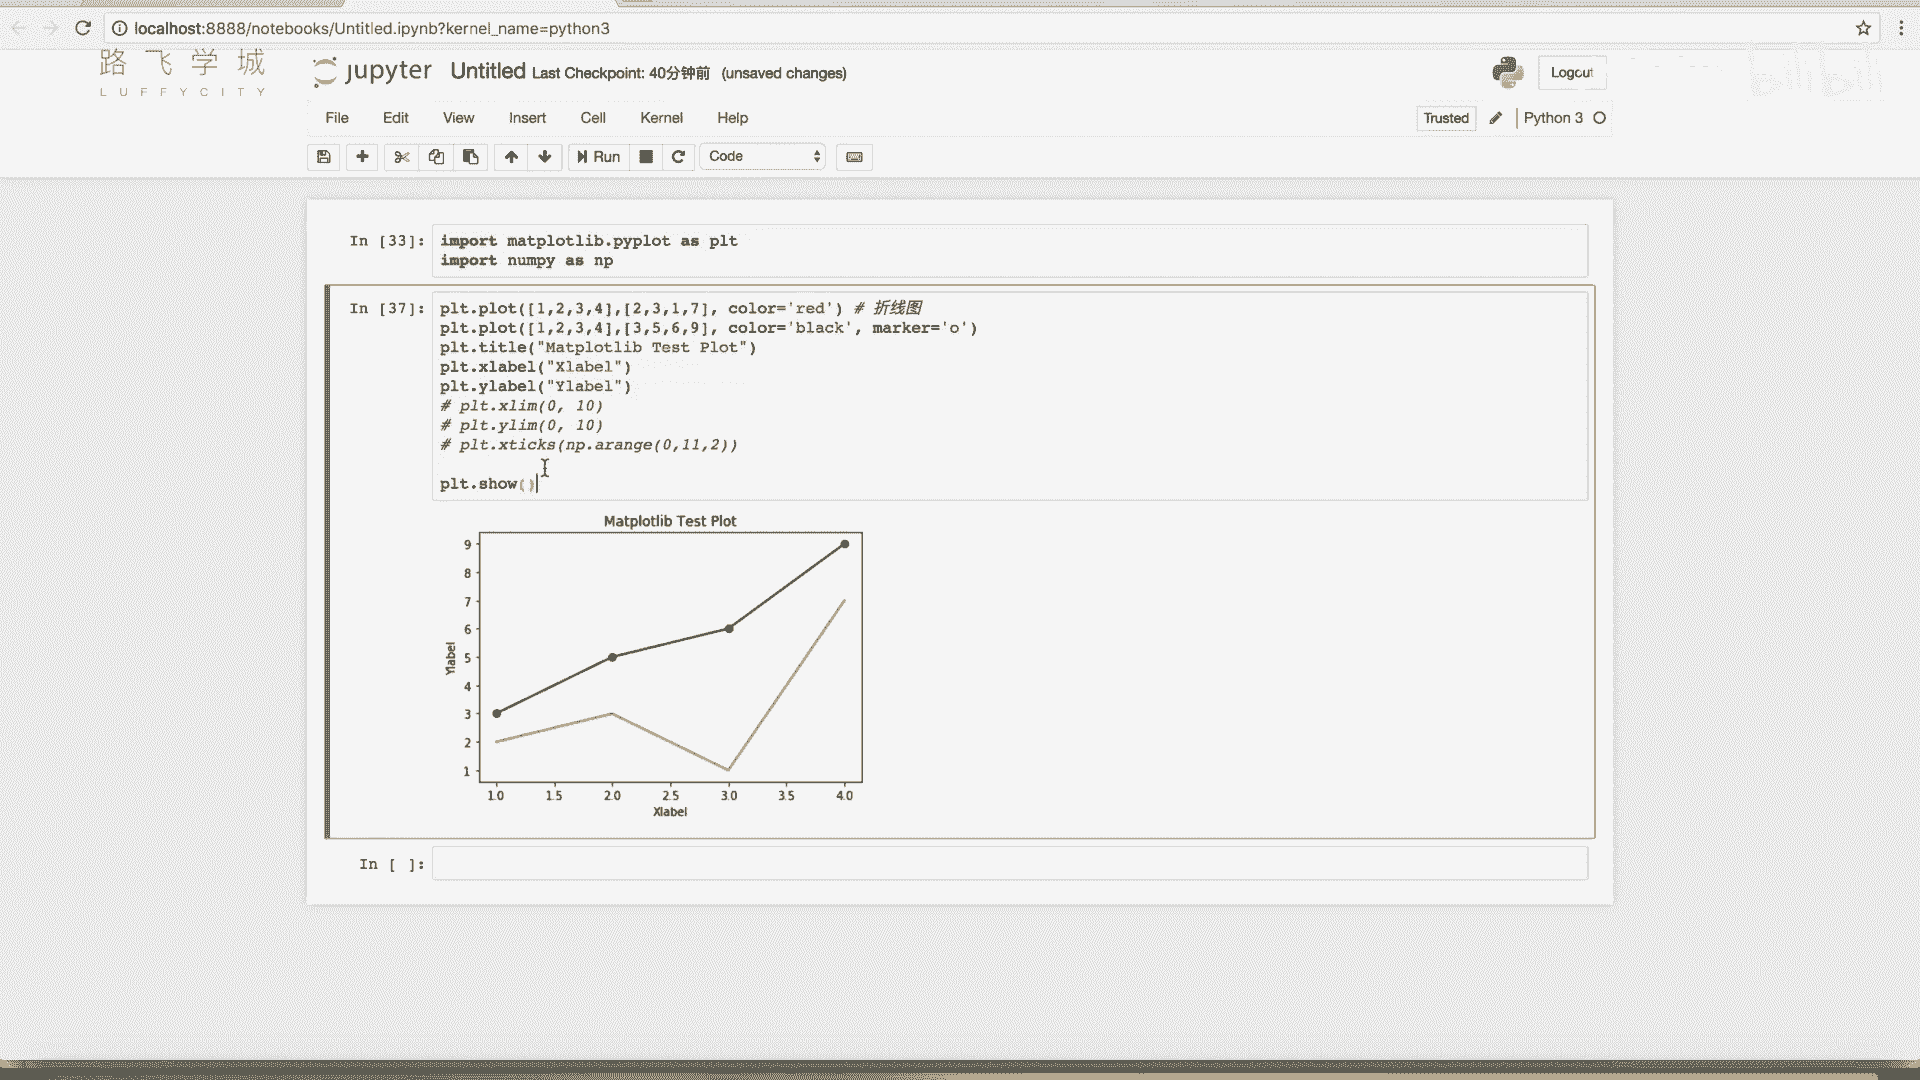 localhost:8888/notebooks/Untitled.ipynb?kernel_name=python3
路飞学城
LUFFYCITY
jupyter Untitled Last Checkpoint: 40分钟前 (unsaved changes)
Logout
bilibili
File Edit View Insert Cell Kernel Help
Trusted Python 3
Run Code
In [33]: import matplotlib.pyplot as plt
import numpy as np
In [37]: plt.plot([1,2,3,4],[2,3,1,7], color='red') # 折线图
plt.plot([1,2,3,4],[3,5,6,9], color='black', marker='o')
plt.title("Matplotlib Test Plot")
plt.xlabel("Xlabel")
plt.ylabel("Ylabel")
# plt.xlim(0, 10)
# plt.ylim(0, 10)
# plt.xticks(np.arange(0,11,2))
plt.show()
Matplotlib Test Plot
9
8
7
6
5
4
3
2
1
Ylabel
1.0 1.5 2.0 2.5 3.0 3.5 4.0
Xlabel
In [ ]: